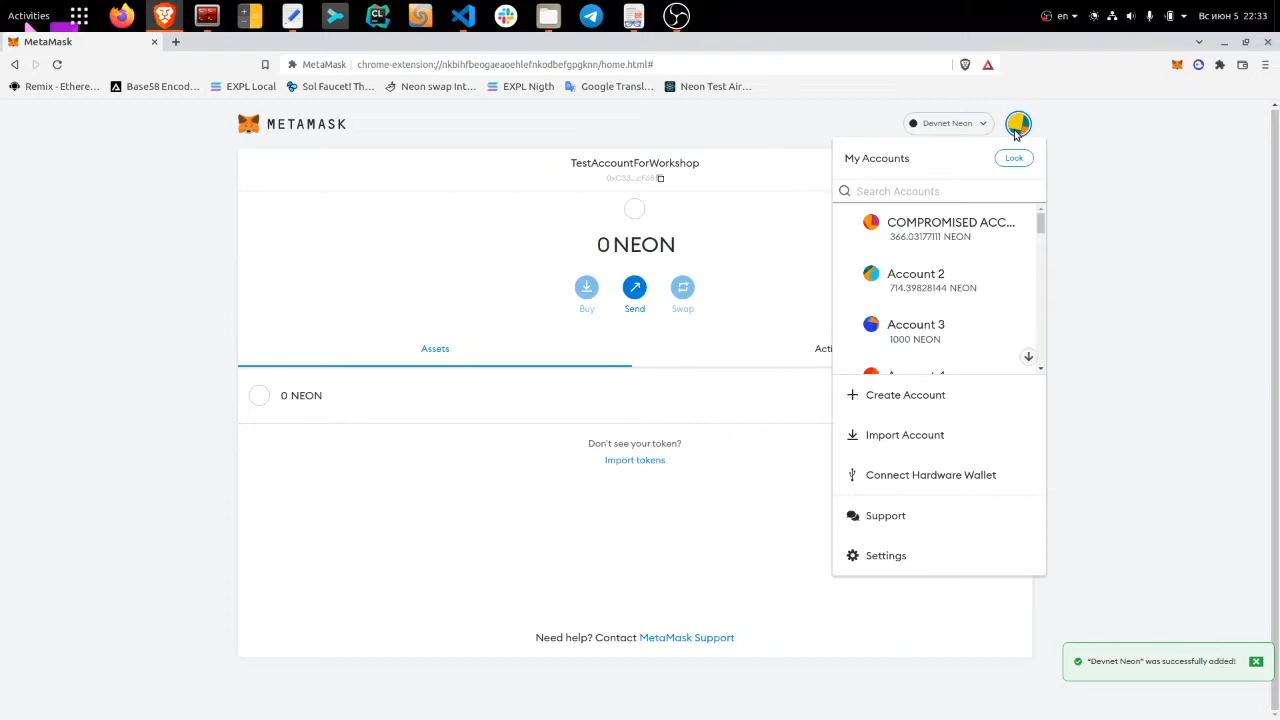 Activities
en
Вс июн 5 22:33
MetaMask
MetaMask chrome-extension://nkbihfbeogaeaoehlefnkodbefgpgknn/home.html#
Remix - Ethere... Base58 Encod... EXPL Local Sol Faucet! Th... Neon swap Int... EXPL Nigth Google Transl... Neon Test Air...
METAMASK
Devnet Neon
TestAccountForWorkshop
0xC33...cF68
0 NEON
Buy Send Swap
Assets
Acti
0 NEON
Don't see your token?
Import tokens
Need help? Contact MetaMask Support
My Accounts
Lock
Search Accounts
COMPROMISED ACC...
366.03177111 NEON
Account 2
714.39828144 NEON
Account 3
1000 NEON
Create Account
Import Account
Connect Hardware Wallet
Support
Settings
"Devnet Neon" was successfully added!